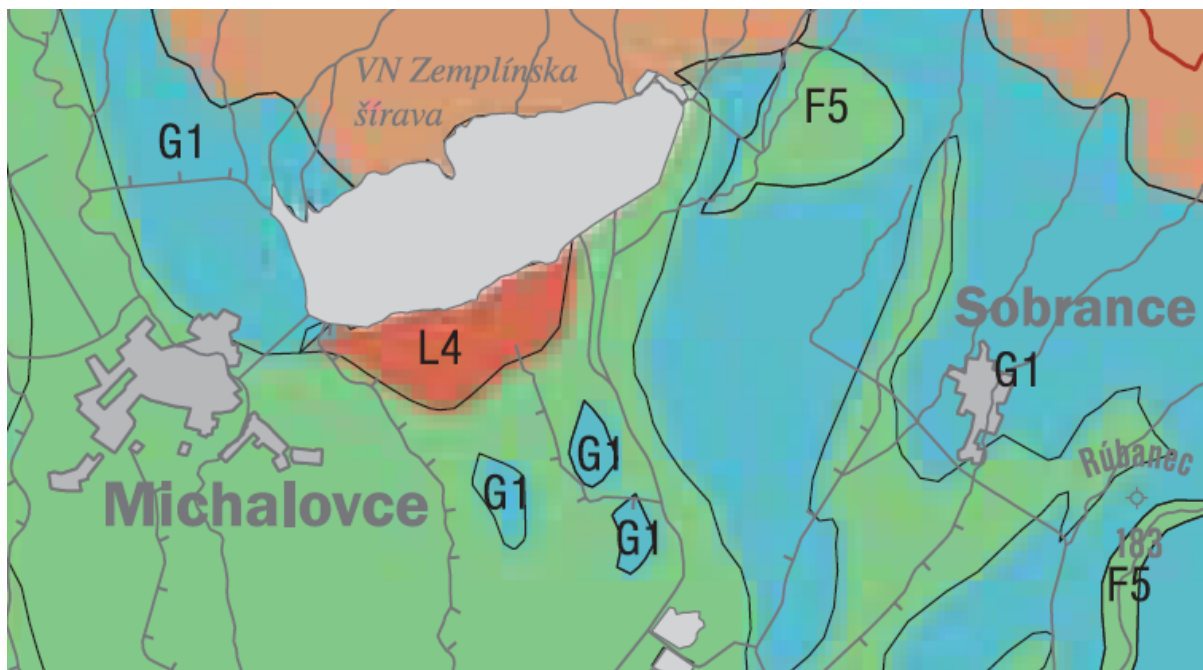 VN Zemplínska
šírava
G1
F5
Sobrance
L4
G1
G1
G1
G1
Rúbanec
Michalovce
183
F5